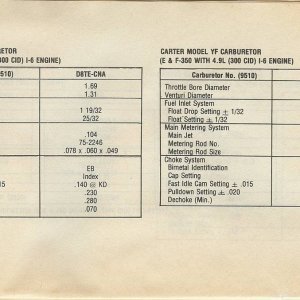 RETOR
300 CID) I-6 ENGINE)
9510)
D8TE-CNA
1.69
1.31
1 19/32
25/32
.104
75-2246
.078 x .060 x .049
EB
Index
.140 @ KD
.230
.280
.070
CARTER MODEL YF CARBURETOR
(E & F-350 WITH 4.9L (300 CID) I-6 ENGINE)
Carburetor No. (9510)
Throttle Bore Diameter
Venturi Diameter
Fuel Inlet System
Float Drop Setting ± 1/32
Float Setting ± 1/32
Main Metering System
Main Jet
Metering Rod No.
Metering Rod Size
Choke System
Bimetal Identification
Cap Setting
Fast Idle Cam Setting ± .015
Pulldown Setting ± .020
Dechoke (Min.)